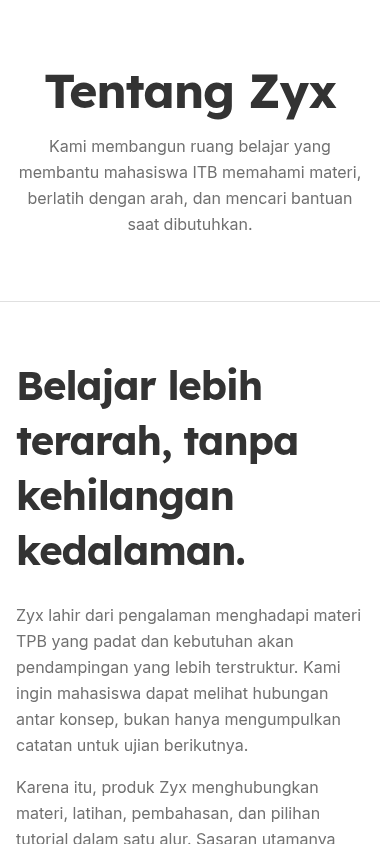 Tentang Zyx
Kami membangun ruang belajar yang
membantu mahasiswa ITB memahami materi,
berlatih dengan arah, dan mencari bantuan
saat dibutuhkan.
Belajar lebih
terarah, tanpa
kehilangan
kedalaman.
Zyx lahir dari pengalaman menghadapi materi
TPB yang padat dan kebutuhan akan
pendampingan yang lebih terstruktur. Kami
ingin mahasiswa dapat melihat hubungan
antar konsep, bukan hanya mengumpulkan
catatan untuk ujian berikutnya.
Karena itu, produk Zyx menghubungkan
materi, latihan, pembahasan, dan pilihan
tutorial dalam satu alur. Sasaran utamanya